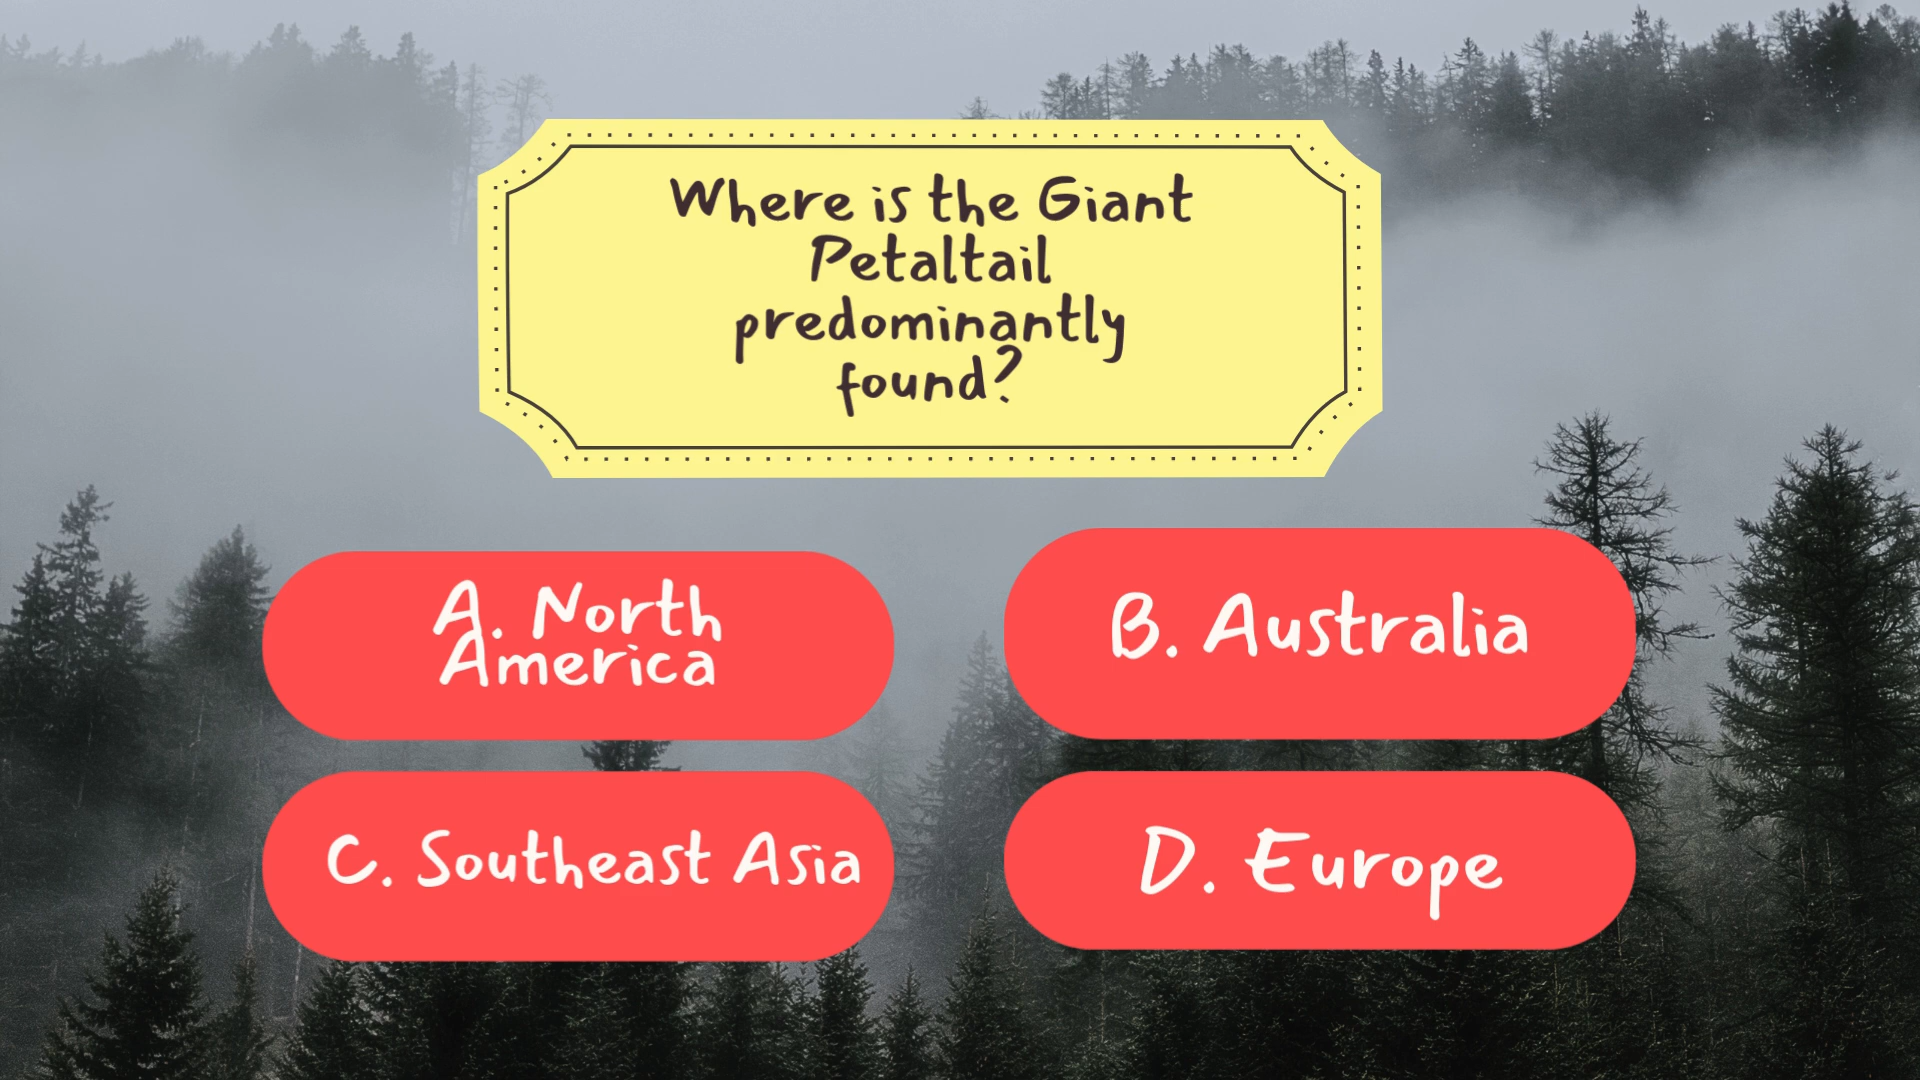 Where is the Giant
Petaltail
predominantly
found?
A. North
America
B. Australia
C. Southeast Asia
D. Europe